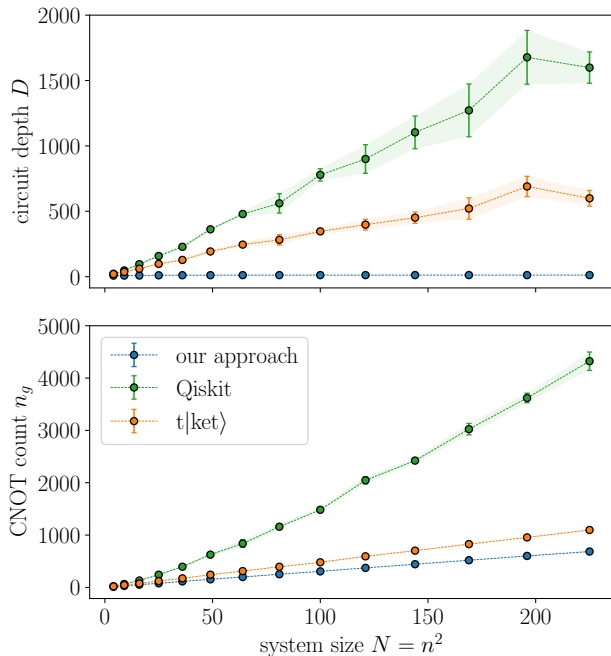 2000
1500
1000
500
0
circuit depth D
5000
4000
3000
2000
1000
0
CNOT count n_g
our approach
Qiskit
t|ket⟩
0 50 100 150 200
system size N = n²